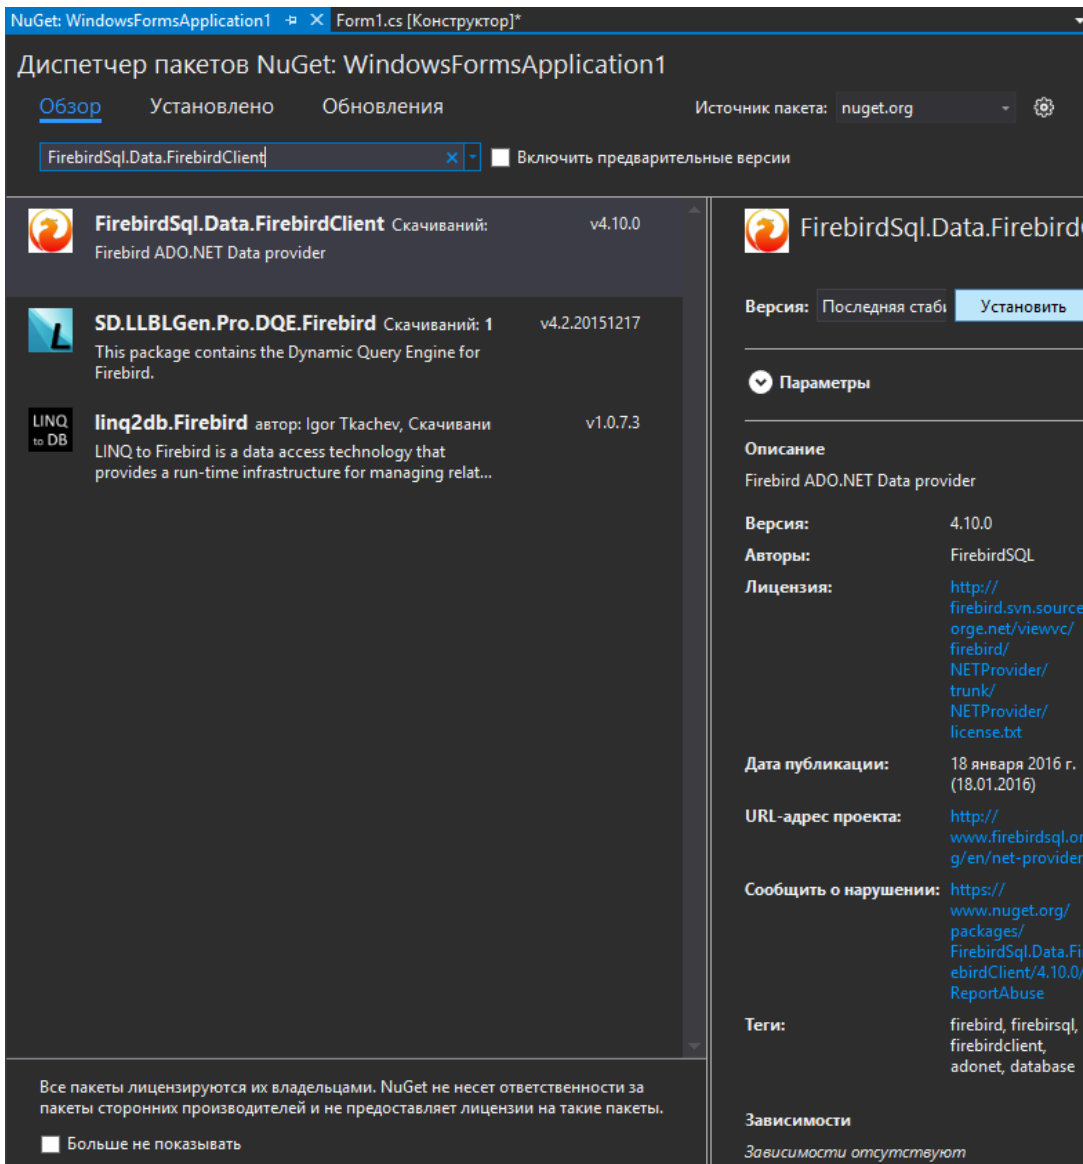 NuGet: WindowsFormsApplication1
Form1.cs [Конструктор]*
Диспетчер пакетов NuGet: WindowsFormsApplication1
Обзор Установлено Обновления
Источник пакета: nuget.org
FirebirdSql.Data.FirebirdClient
Включить предварительные версии
FirebirdSql.Data.FirebirdClient Скачиваний: v4.10.0
Firebird ADO.NET Data provider
SD.LLBLGen.Pro.DQE.Firebird Скачиваний: 1 v4.2.20151217
This package contains the Dynamic Query Engine for
Firebird.
LINQ
to DB
linq2db.Firebird автор: Igor Tkachev, Скачивани v1.0.7.3
LINQ to Firebird is a data access technology that
provides a run-time infrastructure for managing relat...
Все пакеты лицензируются их владельцами. NuGet не несет ответственности за
пакеты сторонних производителей и не предоставляет лицензии на такие пакеты.
Больше не показывать
FirebirdSql.Data.Firebird
Версия: Последняя стаби Установить
Параметры
Описание
Firebird ADO.NET Data provider
Версия: 4.10.0
Авторы: FirebirdSQL
Лицензия: http://
firebird.svn.source
orge.net/viewvc/
firebird/
NETProvider/
trunk/
NETProvider/
license.txt
Дата публикации: 18 января 2016 г.
(18.01.2016)
URL-адрес проекта: http://
www.firebirdsql.or
g/en/net-provider
Сообщить о нарушении: https://
www.nuget.org/
packages/
FirebirdSql.Data.Fi
ebirdClient/4.10.0/
ReportAbuse
Теги: firebird, firebirsql,
firebirdclient,
adonet, database
Зависимости
Зависимости отсутствуют